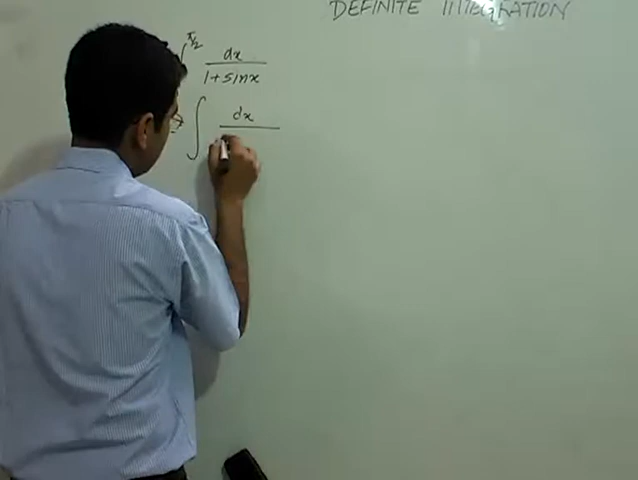 DEFINITE INTEGRATION
∫ π/2 dx / 1 + sinx
⇒ ∫ dx /